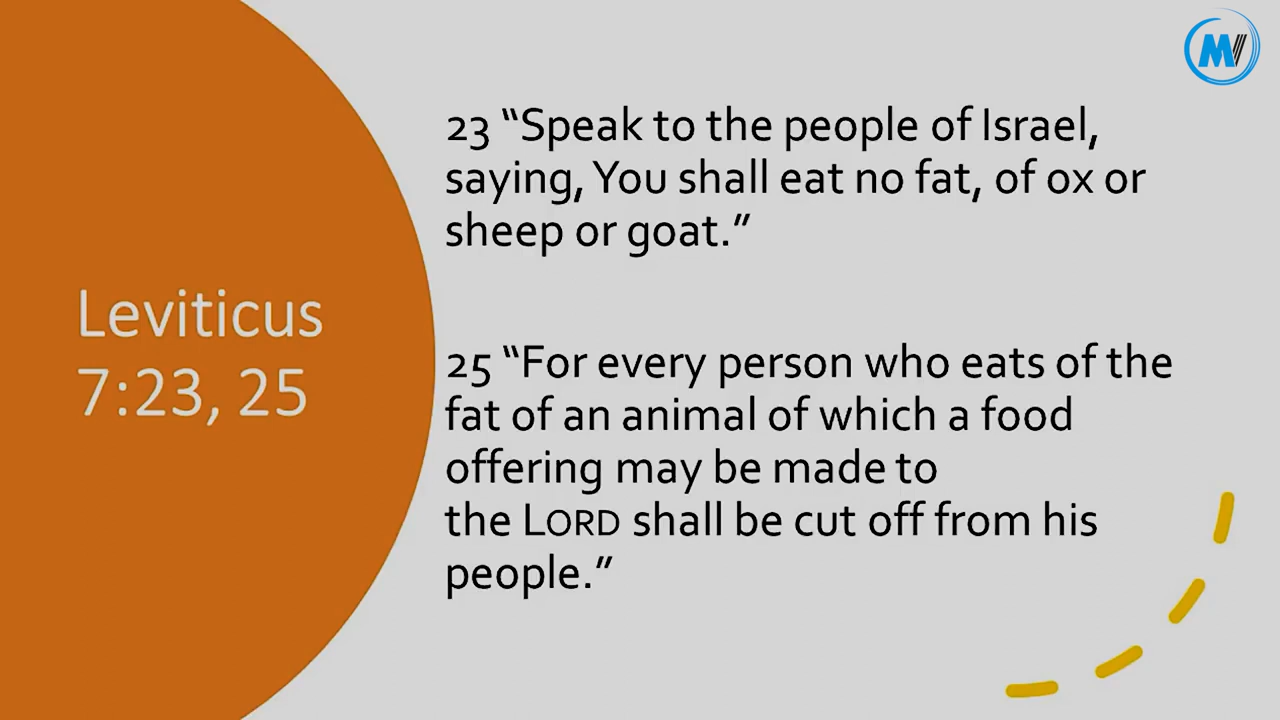 MV
Leviticus
7:23, 25
23 “Speak to the people of Israel,
saying, You shall eat no fat, of ox or
sheep or goat.”
25 “For every person who eats of the
fat of an animal of which a food
offering may be made to
the LORD shall be cut off from his
people.”